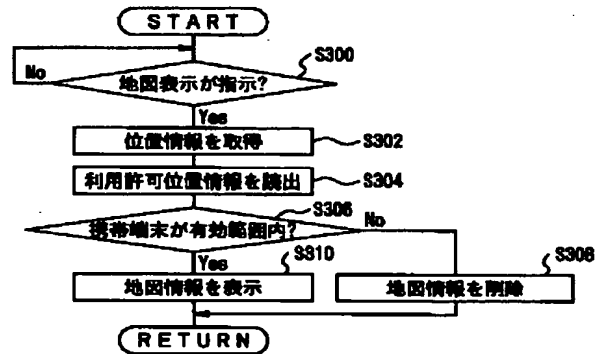 START
S300
No
地図表示が指示?
Yes
位置情報を取得
S302
利用許可位置情報を読出
S304
S306
携帯端末が有効範囲内?
No
Yes
S310
地図情報を表示
S308
地図情報を削除
RETURN